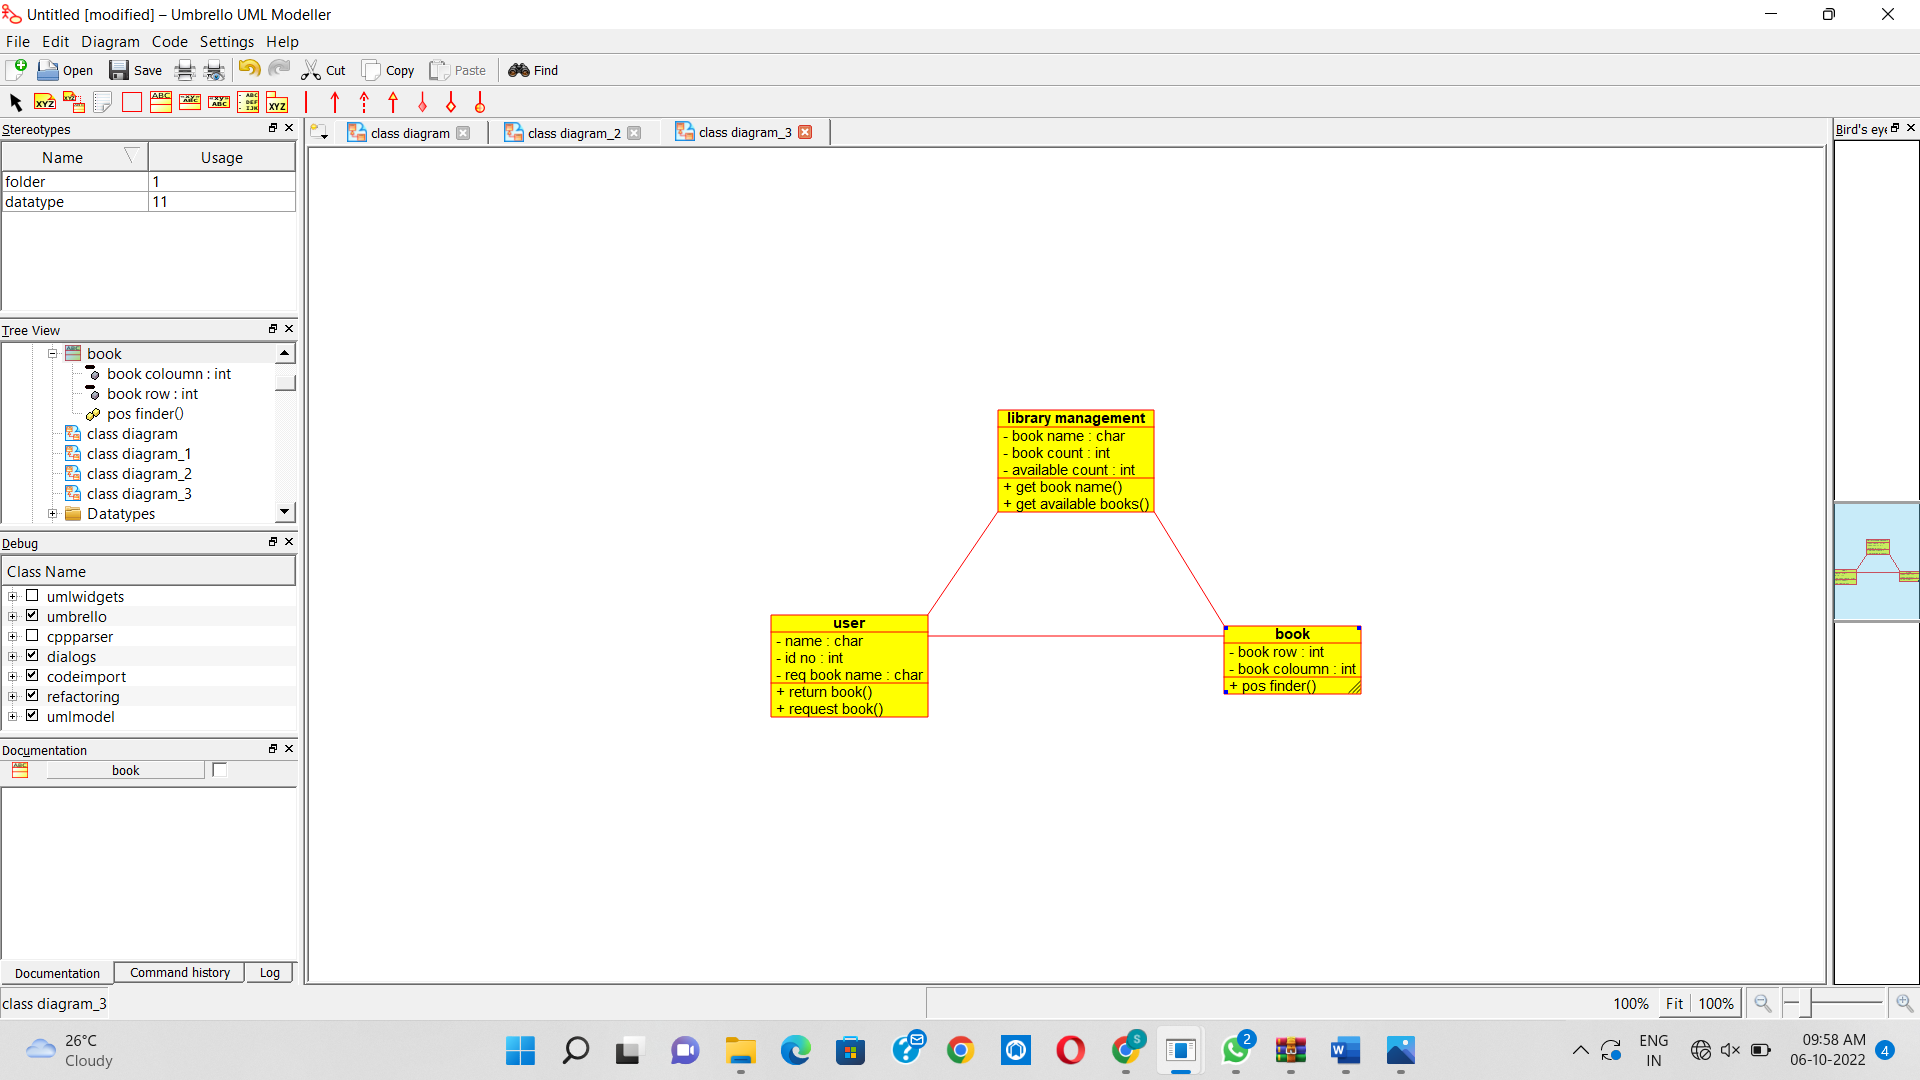 Untitled [modified] – Umbrello UML Modeller
File Edit Diagram Code Settings Help
Open Save Cut Copy Paste Find
Stereotypes
Name Usage
folder 1
datatype 11
Tree View
book
book coloumn : int
book row : int
pos finder()
class diagram
class diagram_1
class diagram_2
class diagram_3
Datatypes
Debug
Class Name
umlwidgets
umbrello
cppparser
dialogs
codeimport
refactoring
umlmodel
Documentation
book
Documentation Command history Log
class diagram_3
class diagram class diagram_2 class diagram_3
library management
- book name : char
- book count : int
- available count : int
+ get book name()
+ get available books()
user
- name : char
- id no : int
- req book name : char
+ return book()
+ request book()
book
- book row : int
- book coloumn : int
+ pos finder()
Bird's eye
100% Fit 100%
26°C
Cloudy
2
ENG
IN
09:58 AM
06-10-2022
4